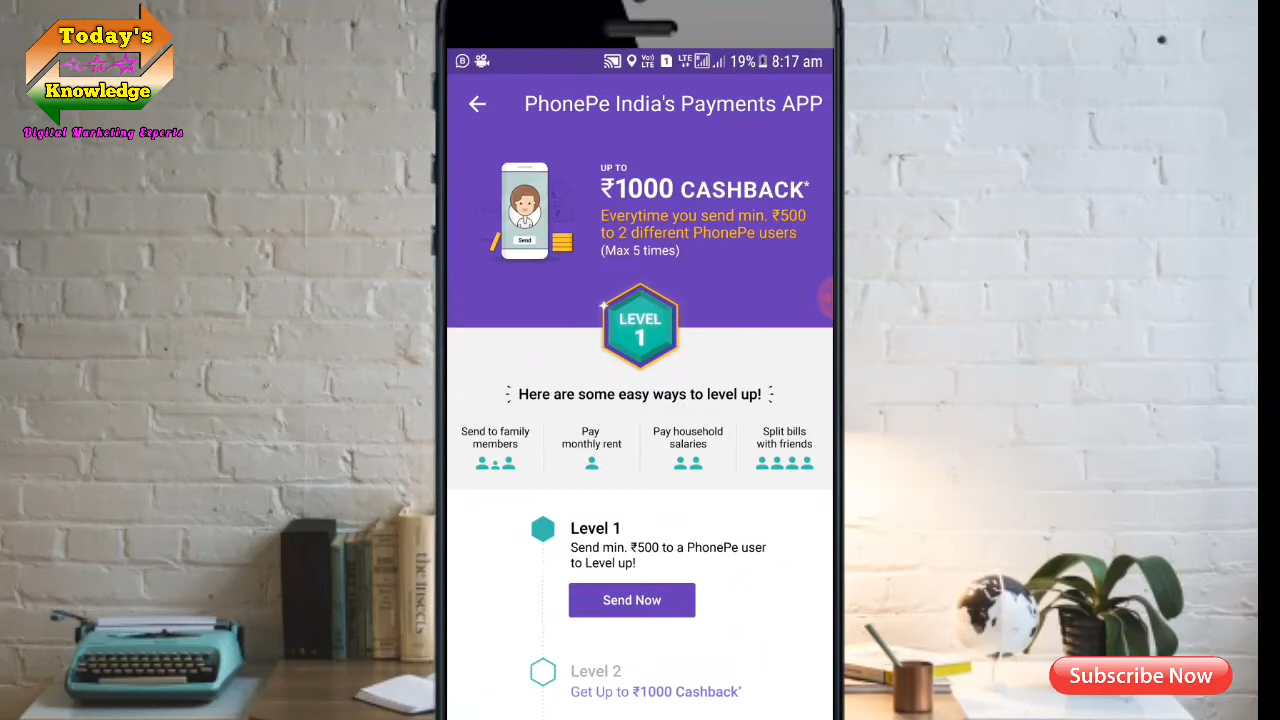 Today's
Knowledge
Digital Marketing Experts
19% 8:17 am
PhonePe India's Payments APP
UP TO
₹1000 CASHBACK*
Everytime you send min. ₹500
to 2 different PhonePe users
(Max 5 times)
Send
LEVEL
1
Here are some easy ways to level up!
Send to family
members
Pay
monthly rent
Pay household
salaries
Split bills
with friends
Level 1
Send min. ₹500 to a PhonePe user
to Level up!
Send Now
Level 2
Get Up to ₹1000 Cashback*
the insects
Subscribe Now